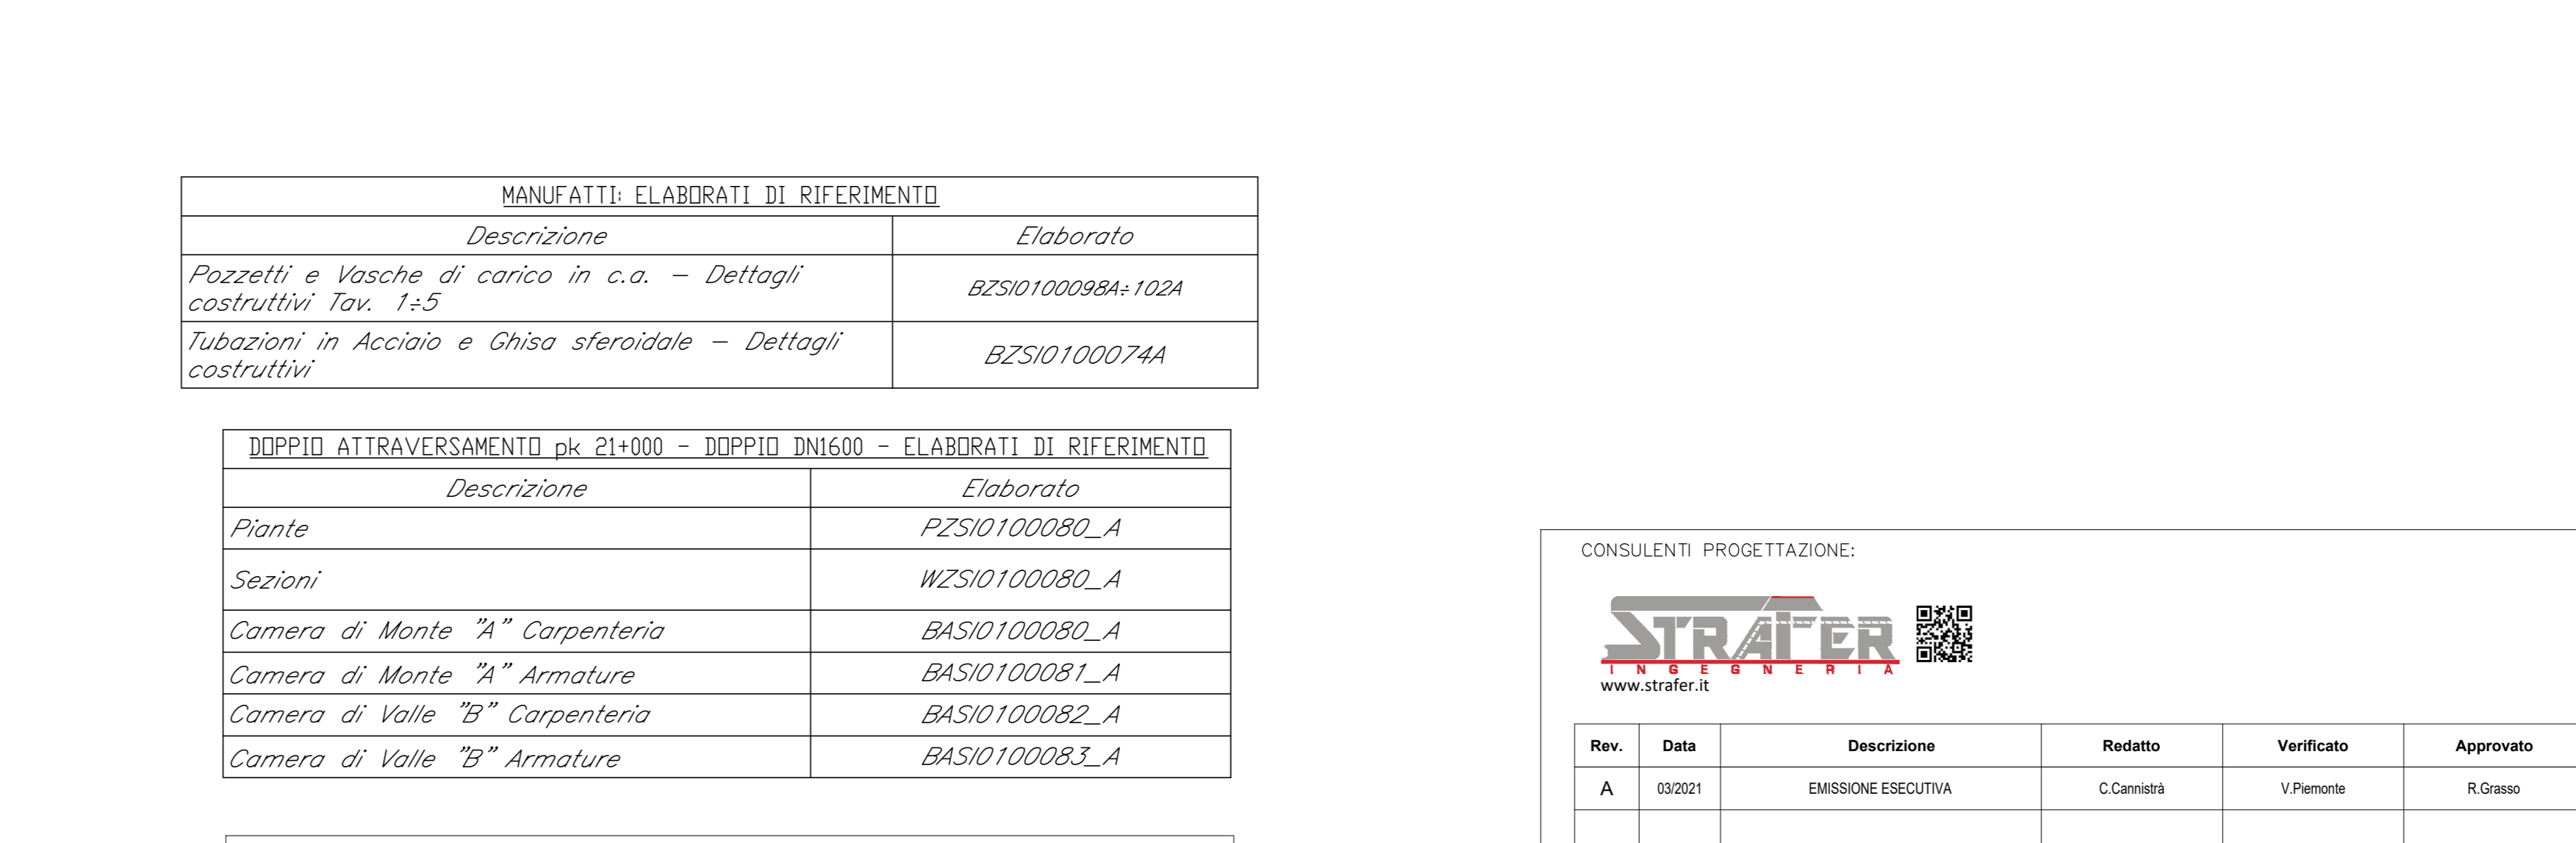 MANUFATTI: ELABORATI DI RIFERIMENTO
Descrizione Elaborato
Pozzetti e Vasche di carico in c.a. – Dettagli
costruttivi Tav. 1÷5
BZSI0100098A÷102A
Tubazioni in Acciaio e Ghisa sferoidale – Dettagli
costruttivi
BZSI0100074A
DOPPIO ATTRAVERSAMENTO pk 21+000 - DOPPIO DN1600 - ELABORATI DI RIFERIMENTO
Descrizione Elaborato
Piante PZSI0100080_A
Sezioni WZSI0100080_A
Camera di Monte "A" Carpenteria BASI0100080_A
Camera di Monte "A" Armature BASI0100081_A
Camera di Valle "B" Carpenteria BASI0100082_A
Camera di Valle "B" Armature BASI0100083_A
CONSULENTI PROGETTAZIONE:
STRAFER
INGEGNERIA
www.strafer.it
Rev. Data Descrizione Redatto Verificato Approvato
A 03/2021 EMISSIONE ESECUTIVA C.Cannistrà V.Piemonte R.Grasso